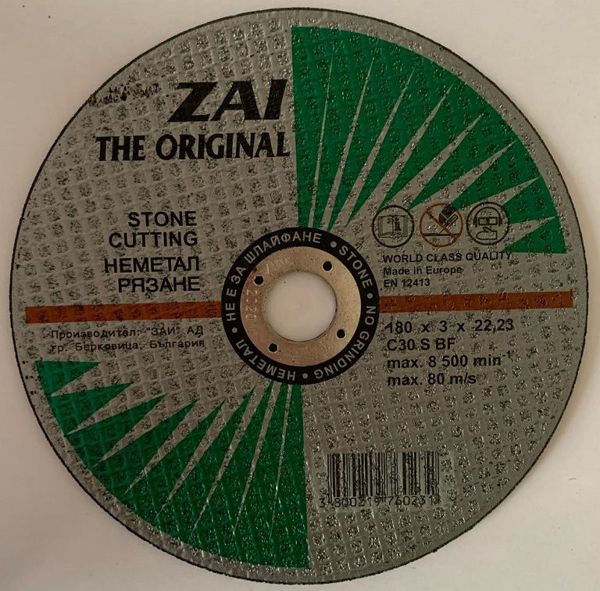 ZAI
THE ORIGINAL
STONE
CUTTING
НЕМЕТАЛ
РЯЗАНЕ
НЕ Е ЗА ШЛАЙФАНЕ • STONE • NO GRINDING • НЕМЕТАЛ •
WORLD CLASS QUALITY
Made in Europe
EN 12413
Производител: "ЗАИ" АД
гр. Берковица, България
180 x 3 x 22,23
C30 S BF
max. 8 500 min⁻¹
max. 80 m/s